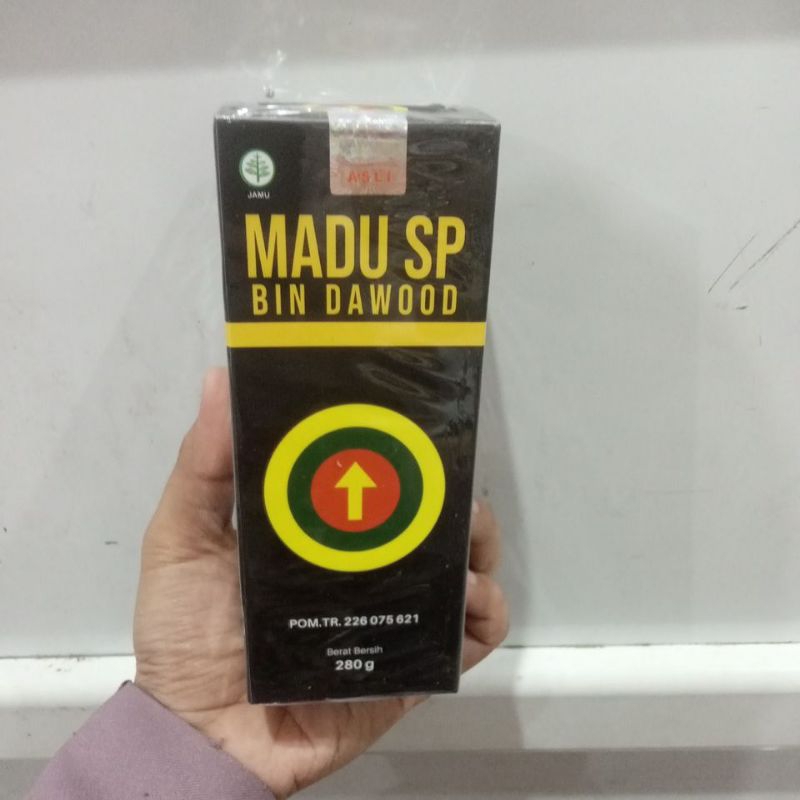 ASLI
JAMU
MADU SP
BIN DAWOOD
POM.TR. 226 075 621
Berat Bersih
280 g